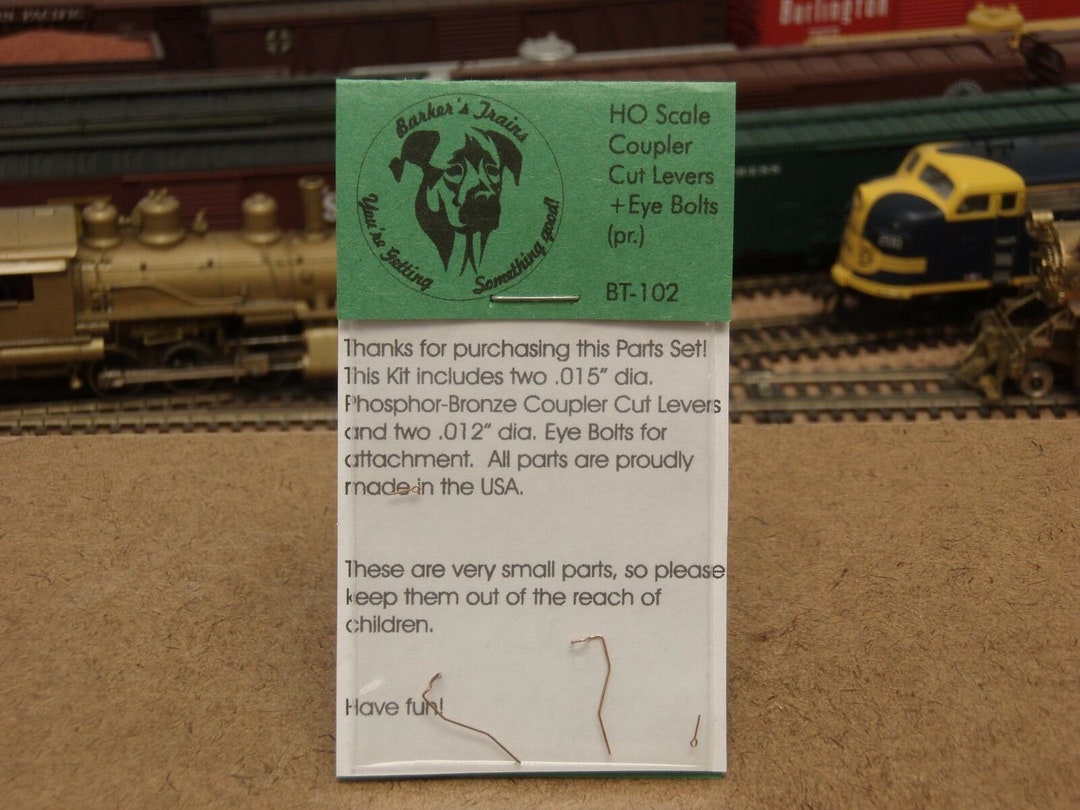 Burlington
Barker's Trains
You're Getting Something good!
HO Scale
Coupler
Cut Levers
+Eye Bolts
(pr.)
BT-102
Thanks for purchasing this Parts Set!
This Kit includes two .015" dia.
Phosphor-Bronze Coupler Cut Levers
and two .012" dia. Eye Bolts for
attachment. All parts are proudly
made in the USA.
These are very small parts, so please
keep them out of the reach of
children.
Have fun!